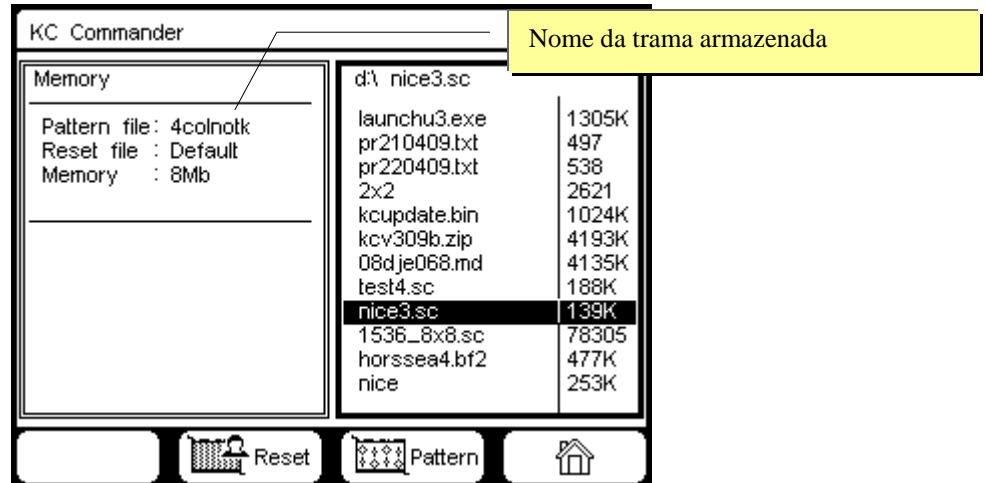 KC Commander
Nome da trama armazenada
Memory
Pattern file: 4colnotk
Reset file : Default
Memory : 8Mb
d:\ nice3.sc
launchu3.exe 1305K
pr210409.txt 497
pr220409.txt 538
2x2 2621
kcupdate.bin 1024K
kcv309b.zip 4193K
08dje068.md 4135K
test4.sc 188K
nice3.sc 139K
1536_8x8.sc 78305
horssea4.bf2 477K
nice 253K
Reset
Pattern